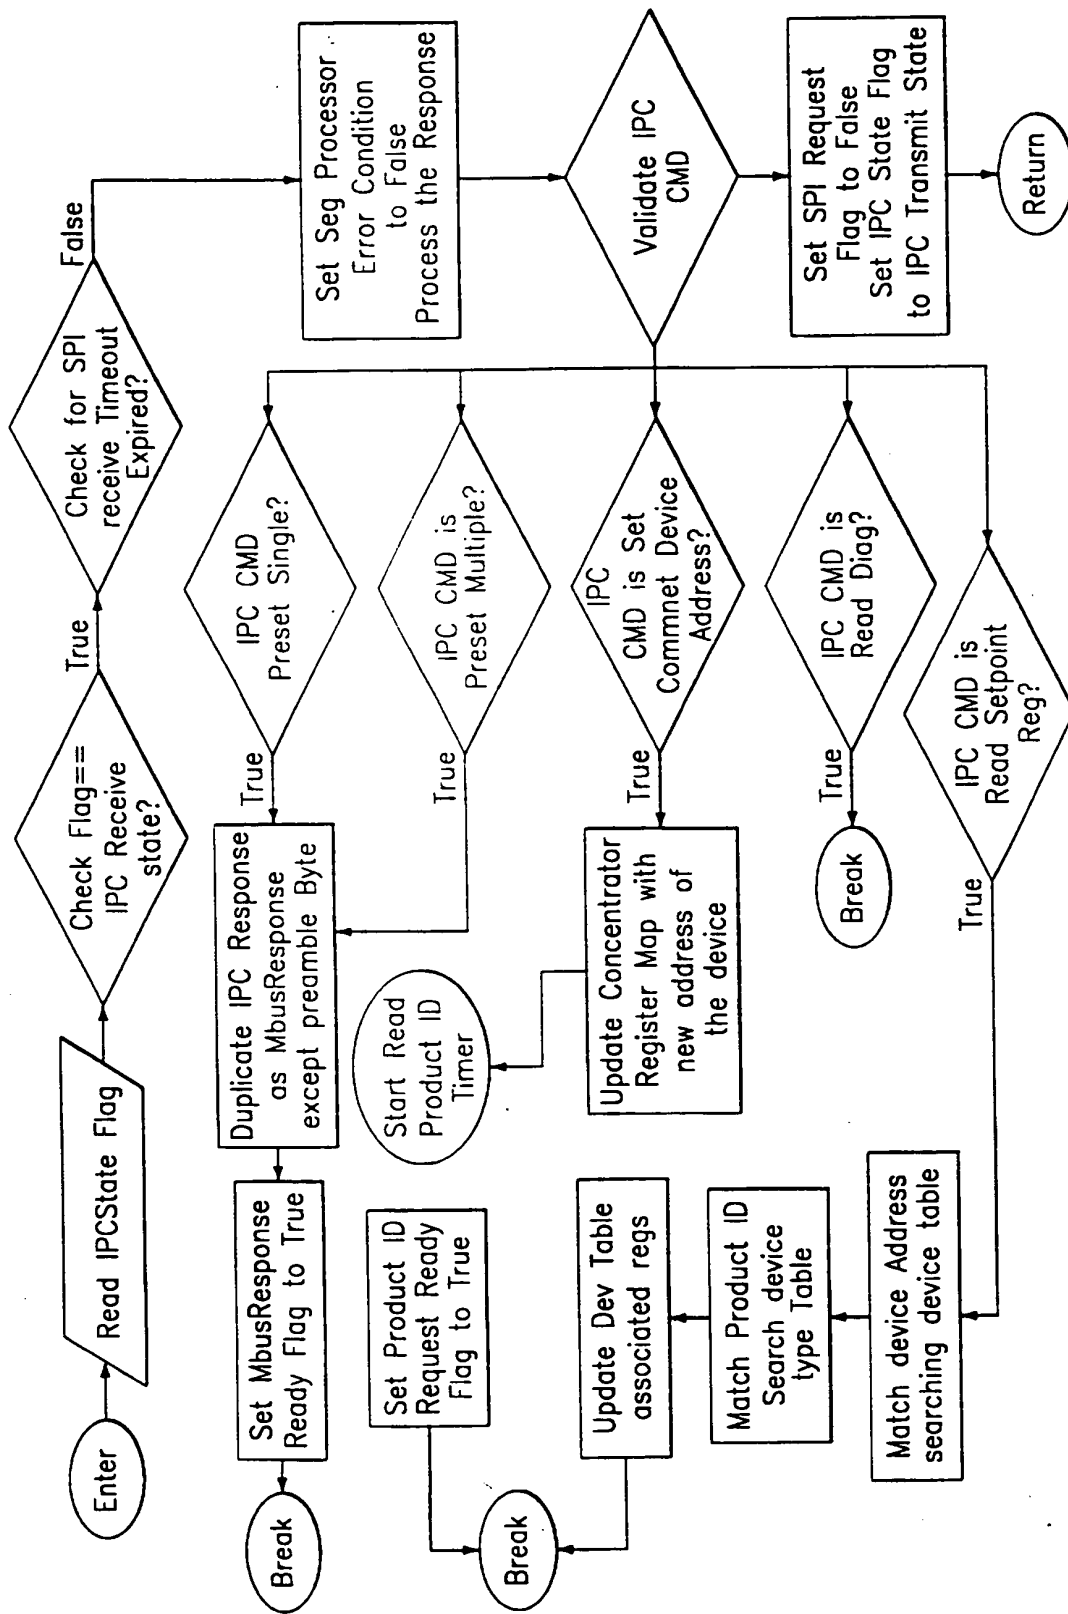 Enter
Read IPCState Flag
Check Flag==
IPC Receive
state?
True
Check for SPI
receive Timeout
Expired?
False
Set Seg Processor
Error Condition
to False
Process the Response
Validate IPC
CMD
Set SPI Request
Flag to False
Set IPC State Flag
to IPC Transmit State
Return
IPC CMD
Preset Single?
True
Duplicate IPC Response
as MbusResponse
except preamble Byte
Set MbusResponse
Ready Flag to True
Break
IPC CMD is
Preset Multiple?
True
IPC
CMD is Set
Commnet Device
Address?
True
Update Concentrator
Register Map with
new address of
the device
Start Read
Product ID
Timer
Set Product ID
Request Ready
Flag to True
Break
IPC CMD is
Read Diag?
True
Break
IPC CMD is
Read Setpoint
Reg?
True
Match device Address
searching device table
Match Product ID
Search device
type Table
Update Dev Table
associated regs